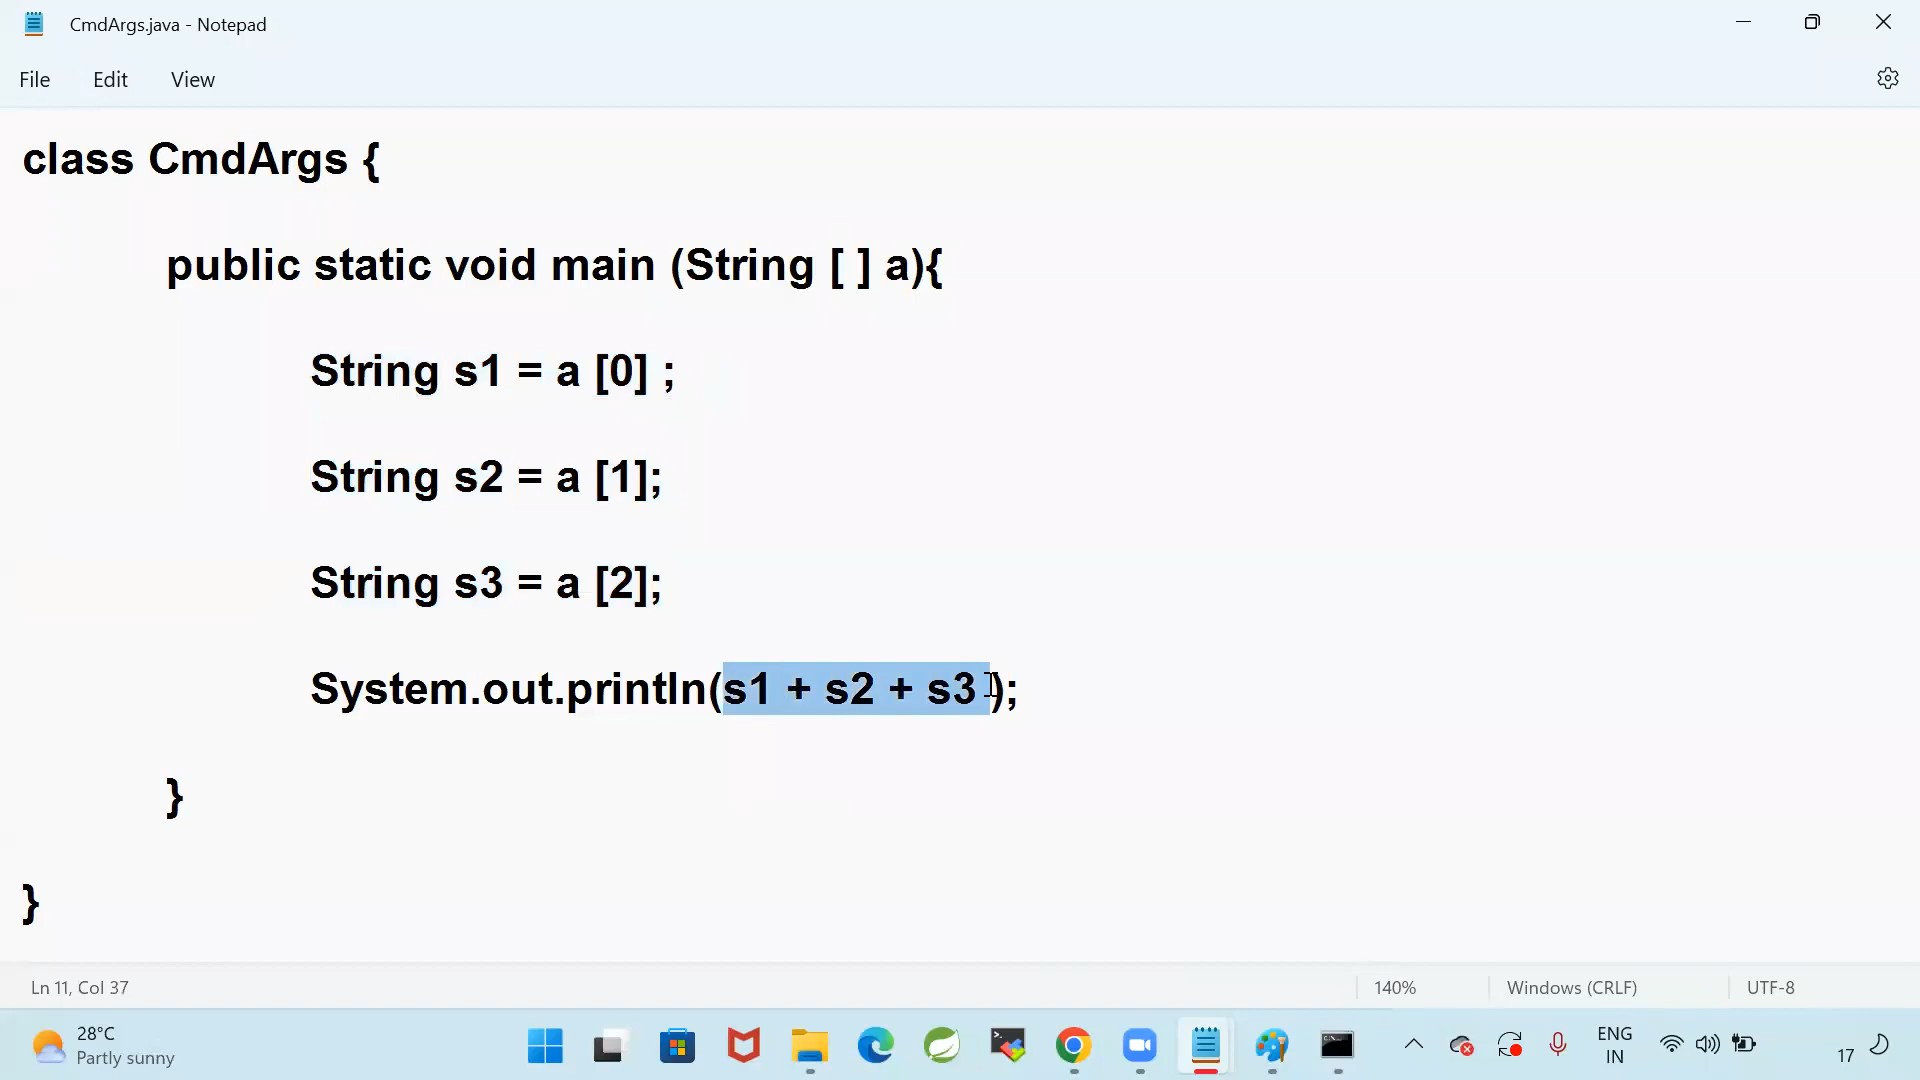 CmdArgs.java - Notepad
File Edit View
class CmdArgs {
public static void main (String [ ] a){
String s1 = a [0] ;
String s2 = a [1];
String s3 = a [2];
System.out.println(s1 + s2 + s3 );
}
}
Ln 11, Col 37 140% Windows (CRLF) UTF-8
28°C
Partly sunny
ENG
IN
17